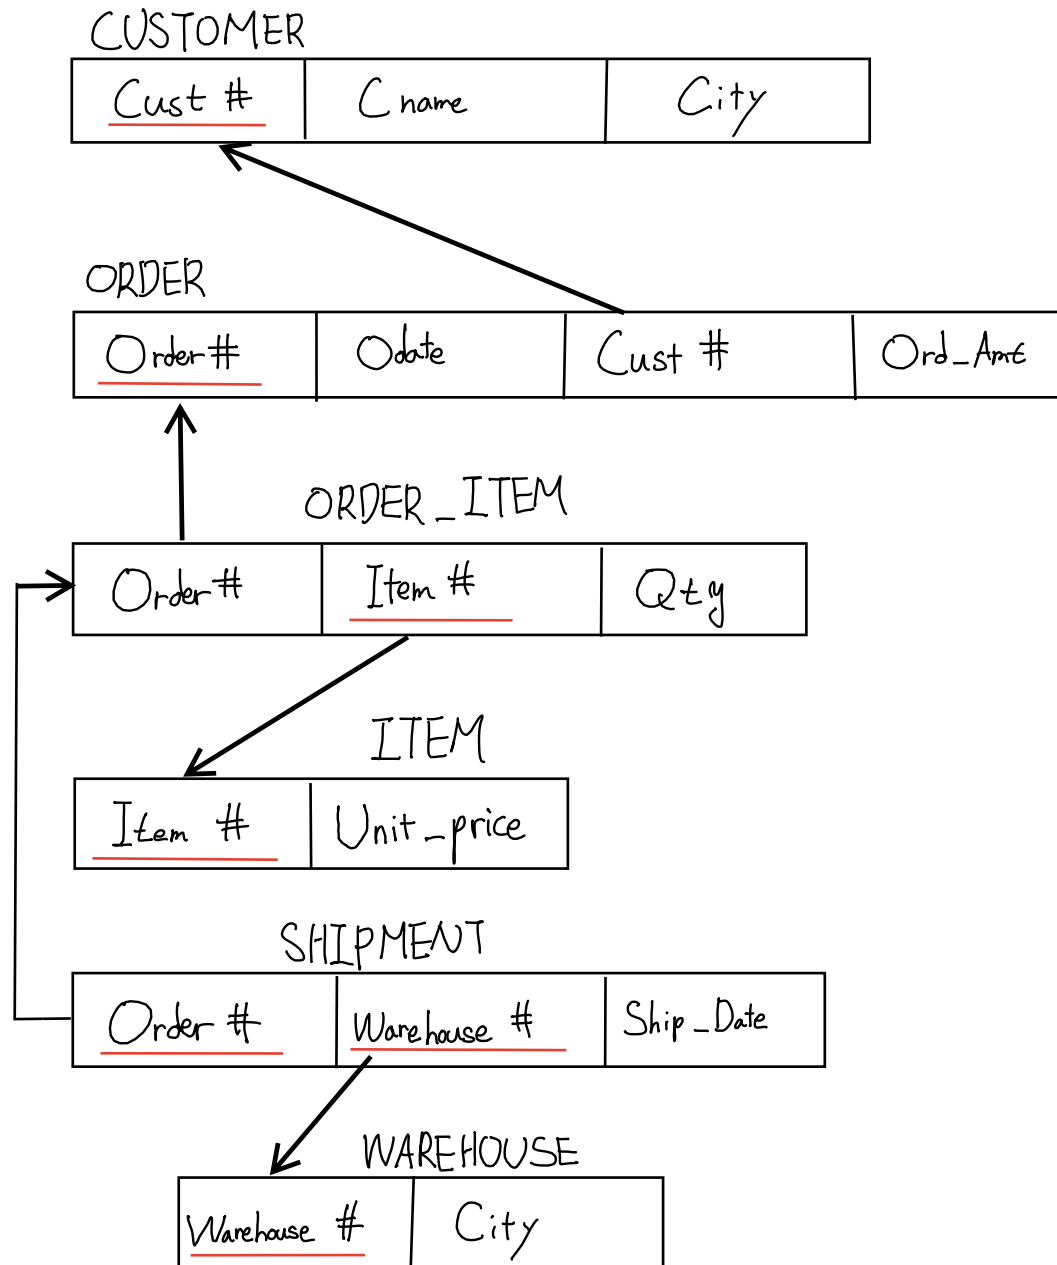 CUSTOMER
Cust # Cname City
ORDER
Order# Odate Cust # Ord_Amt
ORDER_ITEM
Order# Item # Qty
ITEM
Item # Unit_price
SHIPMENT
Order # Warehouse # Ship_Date
WAREHOUSE
Warehouse # City